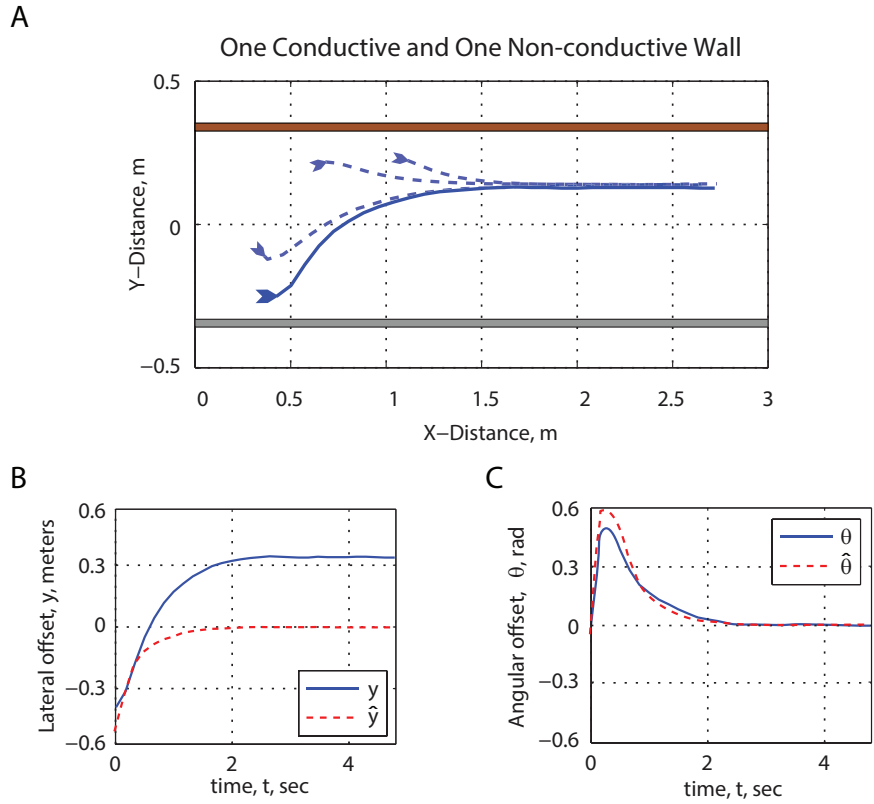 A
One Conductive and One Non-conductive Wall
0.5
0
−0.5
Y−Distance, m
0 0.5 1 1.5 2 2.5 3
X−Distance, m
B
0.6
0.3
0
−0.3
−0.6
Lateral offset, y, meters
y
ŷ
0 2 4
time, t, sec
C
0.6
0.3
0
−0.3
−0.6
Angular offset, θ, rad
θ
θ̂
0 2 4
time, t, sec